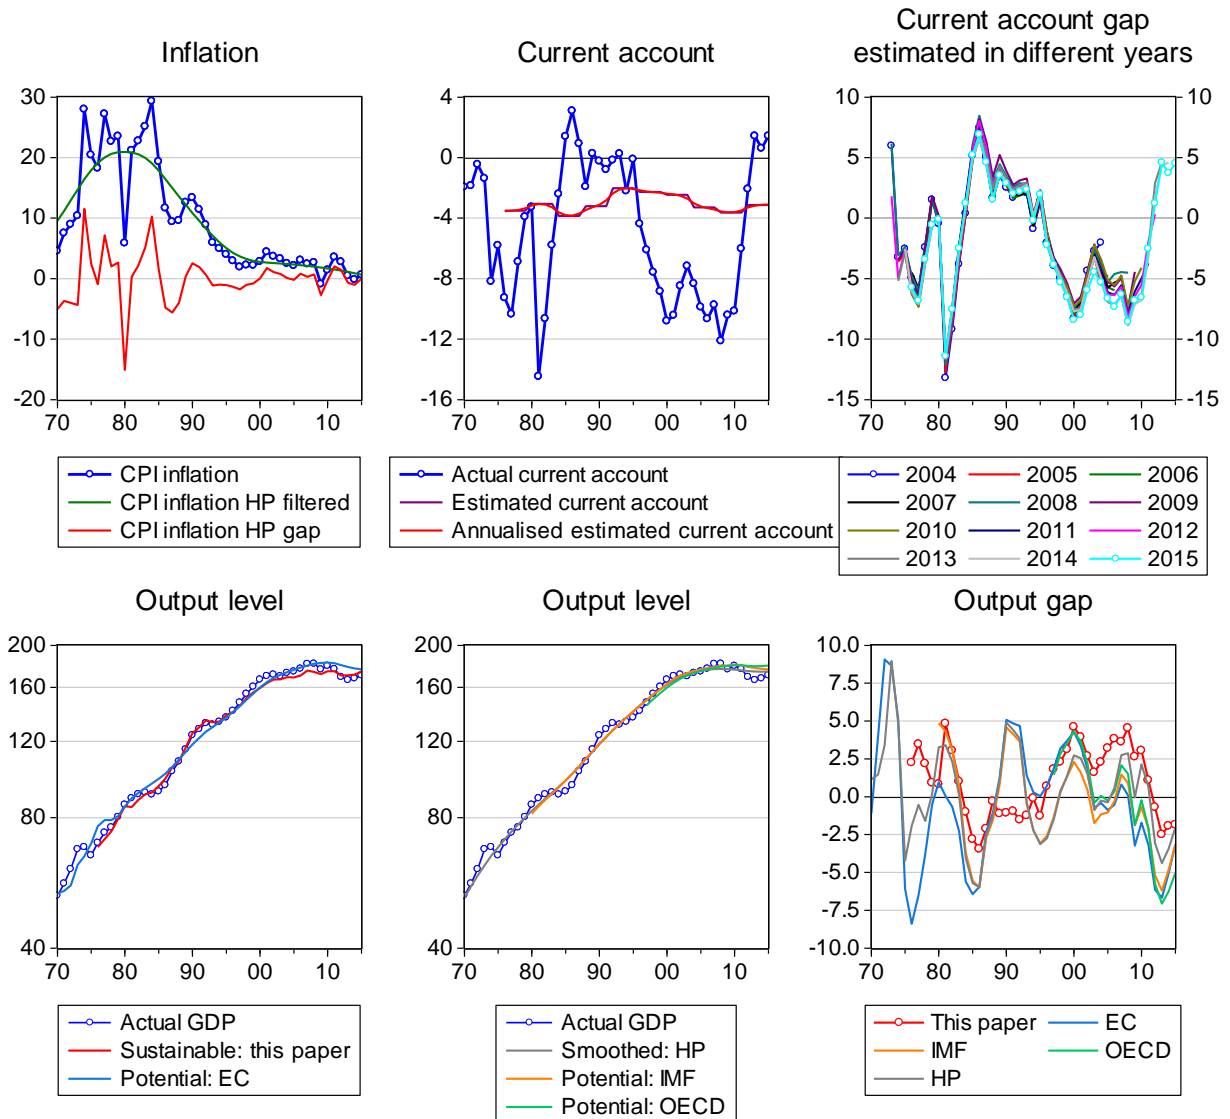 Inflation
30
20
10
0
-10
-20
70 80 90 00 10
CPI inflation
CPI inflation HP filtered
CPI inflation HP gap
Current account
4
0
-4
-8
-12
-16
70 80 90 00 10
Actual current account
Estimated current account
Annualised estimated current account
Current account gap
estimated in different years
10 10
5 5
0 0
-5 -5
-10 -10
-15 -15
70 80 90 00 10
2004 2005 2006
2007 2008 2009
2010 2011 2012
2013 2014 2015
Output level
200
160
120
80
40
70 80 90 00 10
Actual GDP
Sustainable: this paper
Potential: EC
Output level
200
160
120
80
40
70 80 90 00 10
Actual GDP
Smoothed: HP
Potential: IMF
Potential: OECD
Output gap
10.0
7.5
5.0
2.5
0.0
-2.5
-5.0
-7.5
-10.0
70 80 90 00 10
This paper EC
IMF OECD
HP